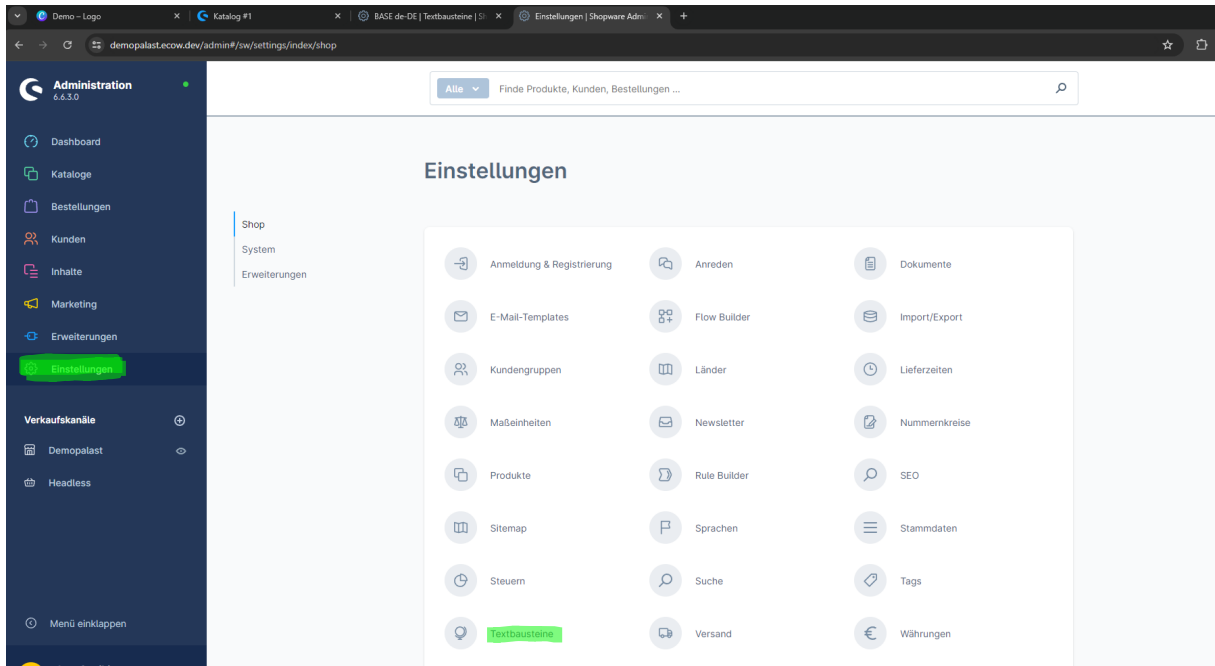 Demo – Logo
Katalog #1
BASE de-DE | Textbausteine | S
Einstellungen | Shopware Admi
demopalast.ecow.dev/admin#/sw/settings/index/shop
Administration
6.6.3.0
Alle
Finde Produkte, Kunden, Bestellungen ...
Dashboard
Kataloge
Bestellungen
Kunden
Inhalte
Marketing
Erweiterungen
Einstellungen
Verkaufskanäle
Demopalast
Headless
Menü einklappen
Einstellungen
Shop
System
Erweiterungen
Anmeldung & Registrierung
Anreden
Dokumente
E-Mail-Templates
Flow Builder
Import/Export
Kundengruppen
Länder
Lieferzeiten
Maßeinheiten
Newsletter
Nummernkreise
Produkte
Rule Builder
SEO
Sitemap
Sprachen
Stammdaten
Steuern
Suche
Tags
Textbausteine
Versand
Währungen